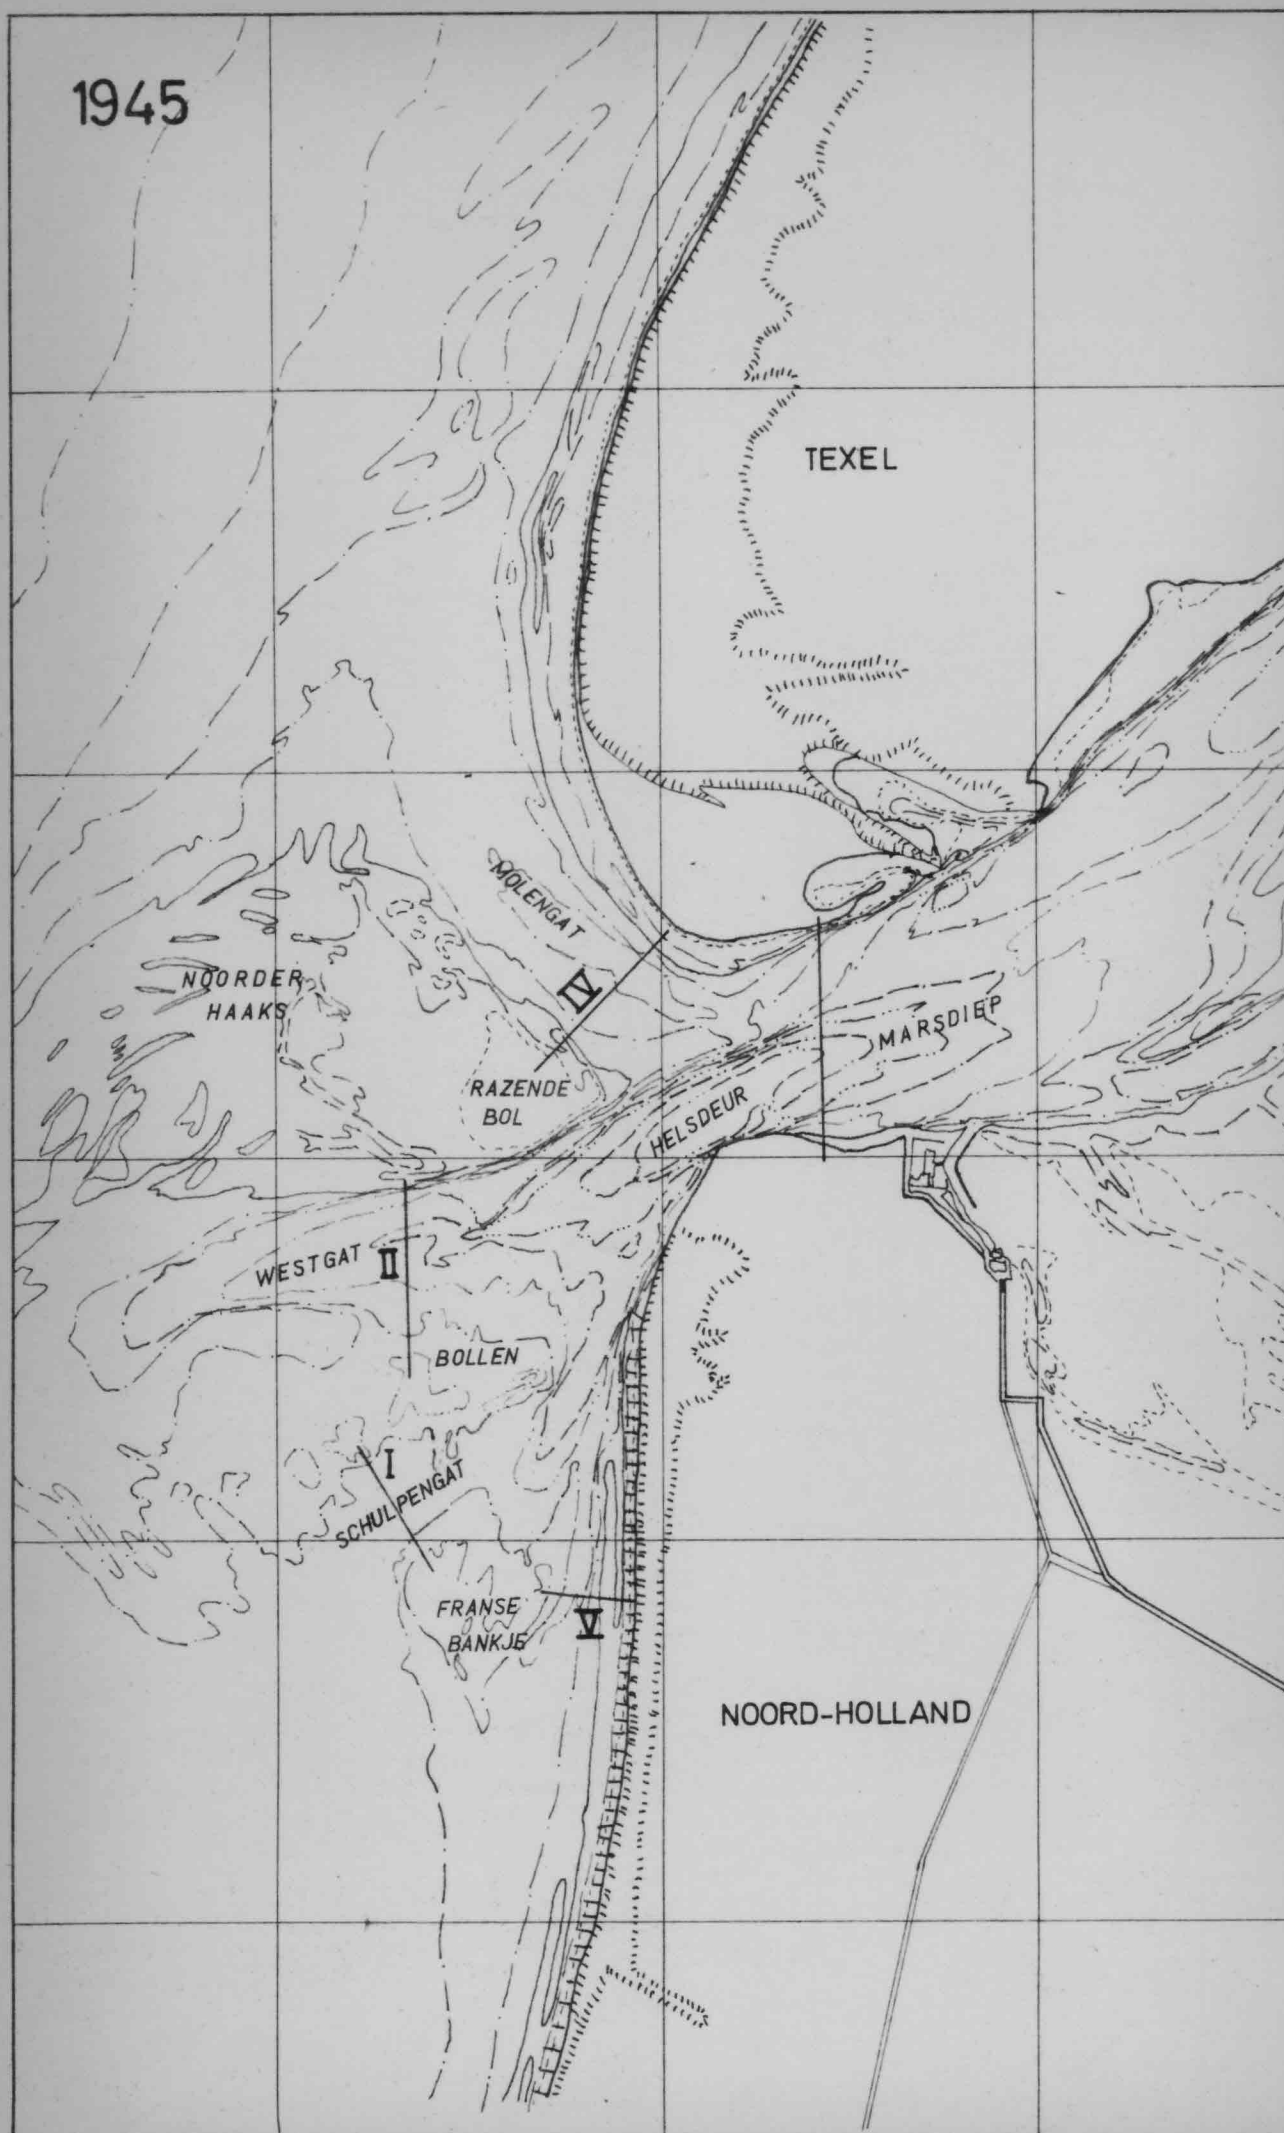 1945
TEXEL
MOLENGAT
NOORDER
HAAKS
IV
MARSDIEP
RAZENDE
BOL
HELSDEUR
WESTGAT
II
BOLLEN
I
SCHULPENGAT
FRANSE
BANKJE
V
NOORD-HOLLAND